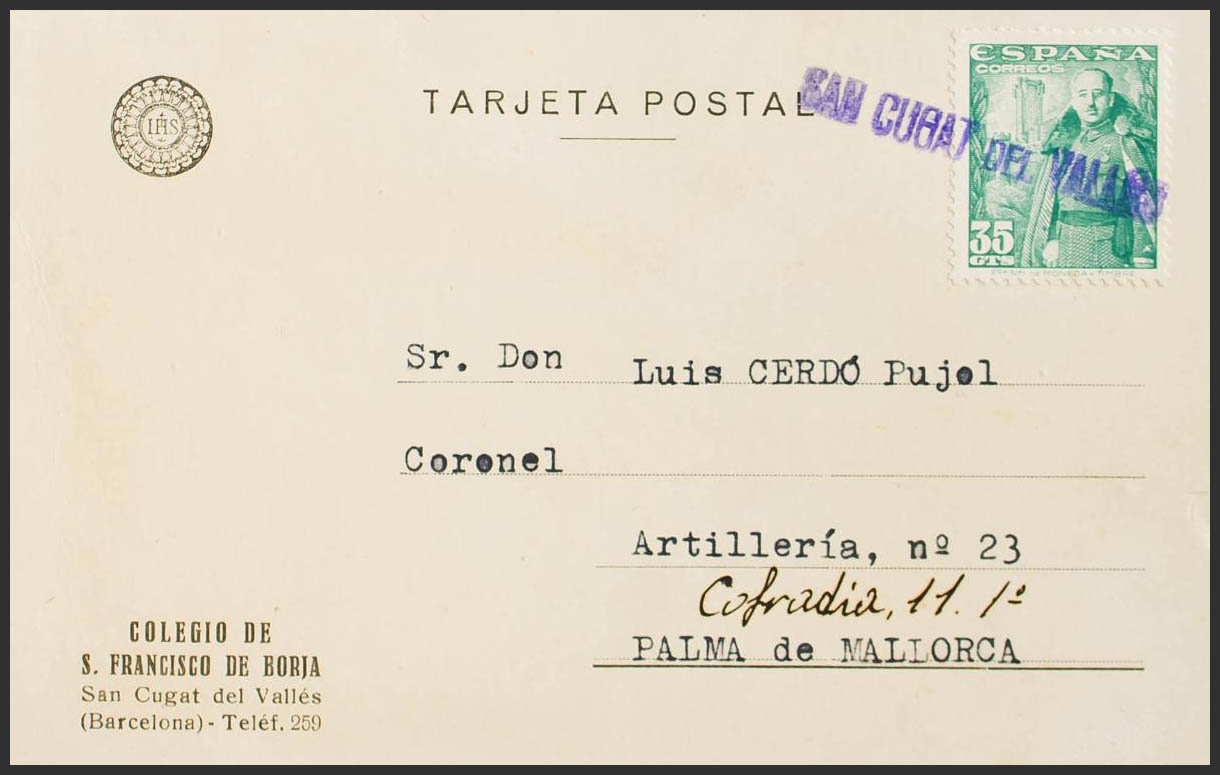 TARJETA POSTAL
IHS
SAN CUGAT DEL VALLES
ESPAÑA
CORREOS
35
CTS
Sr. Don Luis CERDÓ Pujol
Coronel
Artillería, nº 23
Cofradia, 11. 1º
PALMA de MALLORCA
COLEGIO DE
S. FRANCISCO DE BORJA
San Cugat del Vallés
(Barcelona) - Teléf. 259